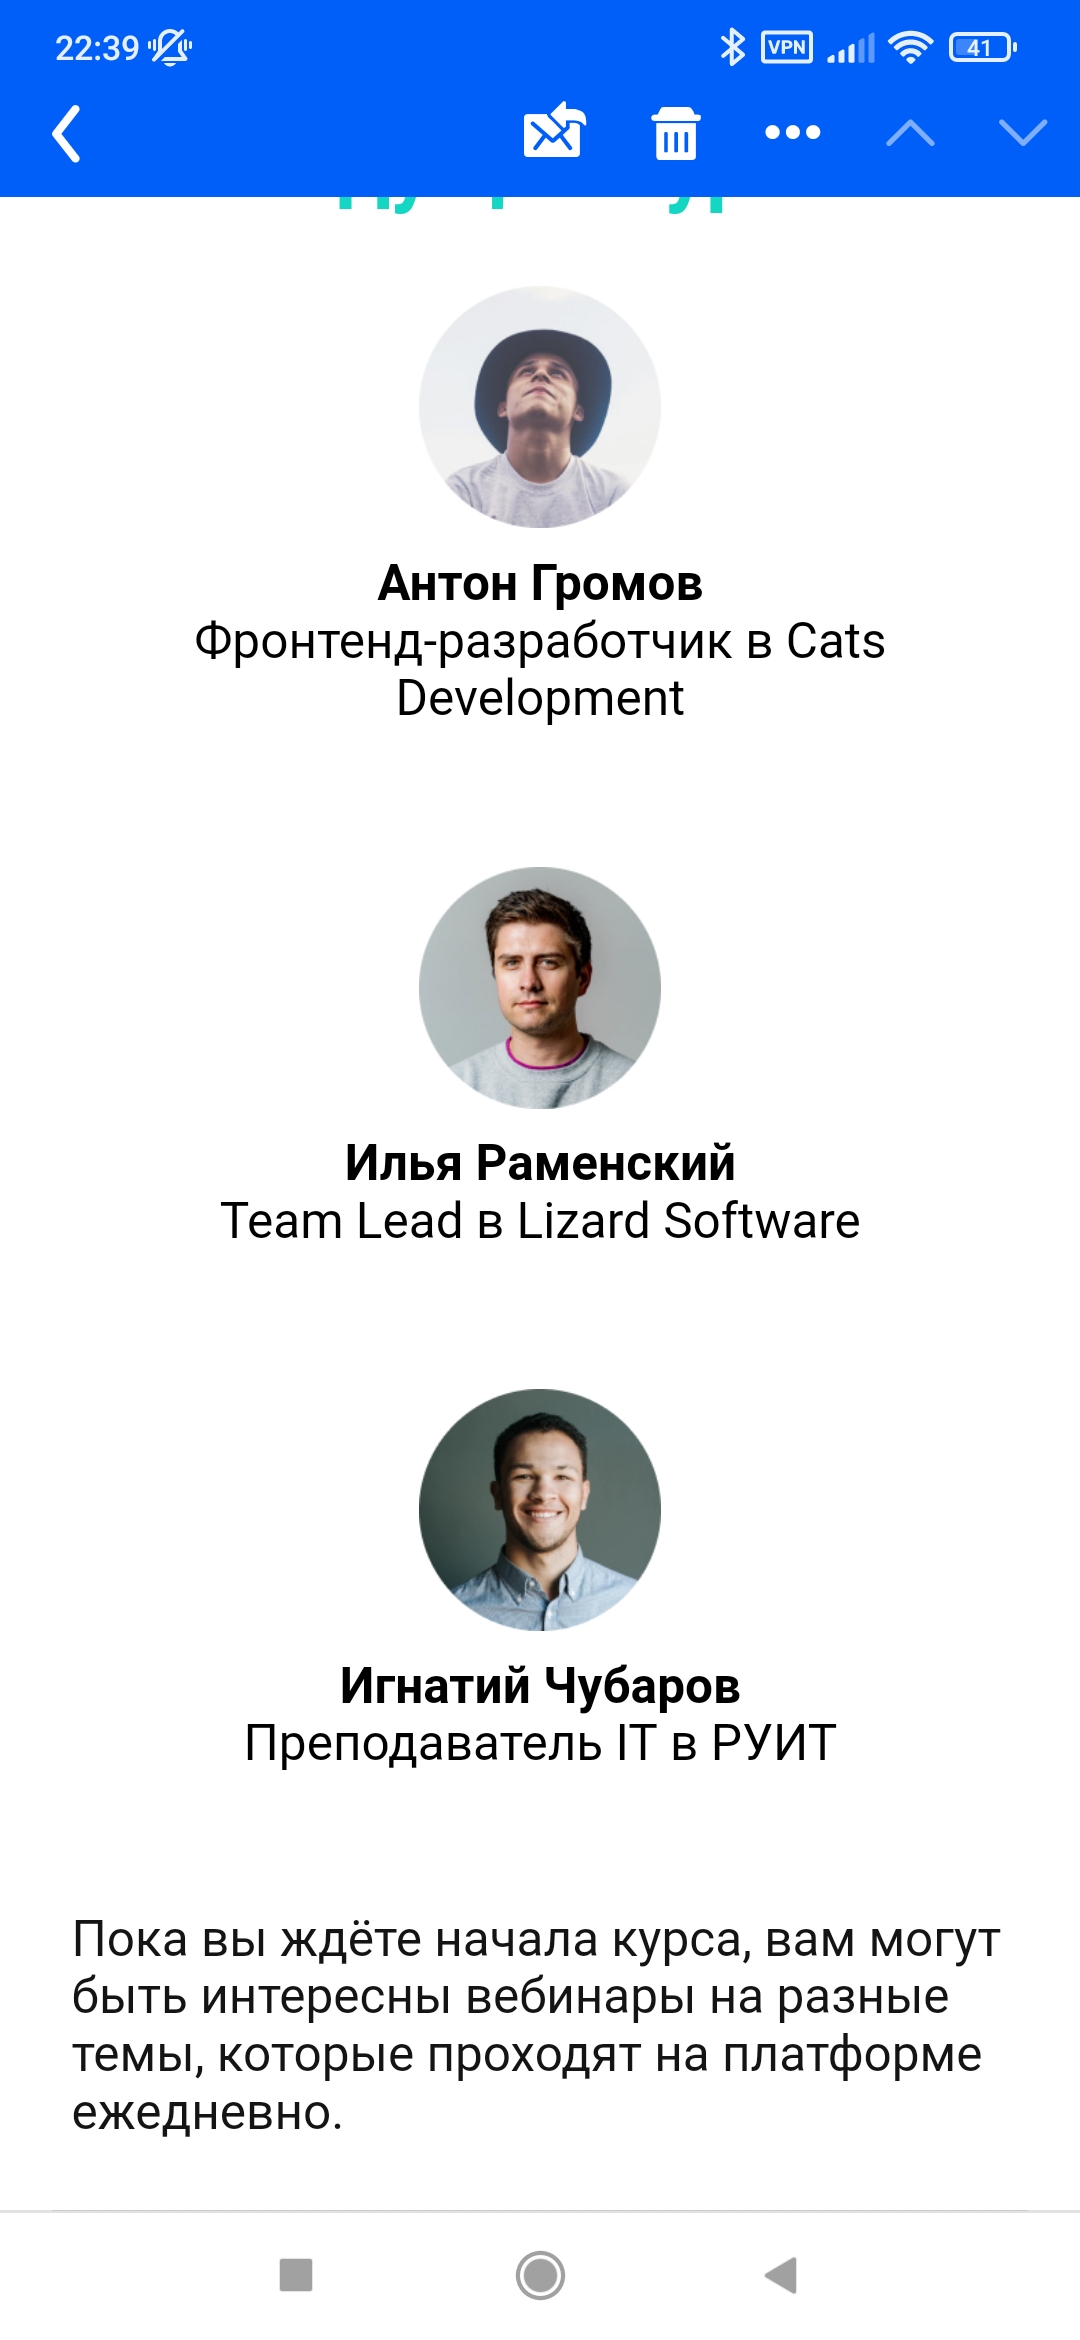 22:39
VPN
41
Антон Громов
Фронтенд-разработчик в Cats
Development
Илья Раменский
Team Lead в Lizard Software
Игнатий Чубаров
Преподаватель IT в РУИТ
Пока вы ждёте начала курса, вам могут
быть интересны вебинары на разные
темы, которые проходят на платформе
ежедневно.